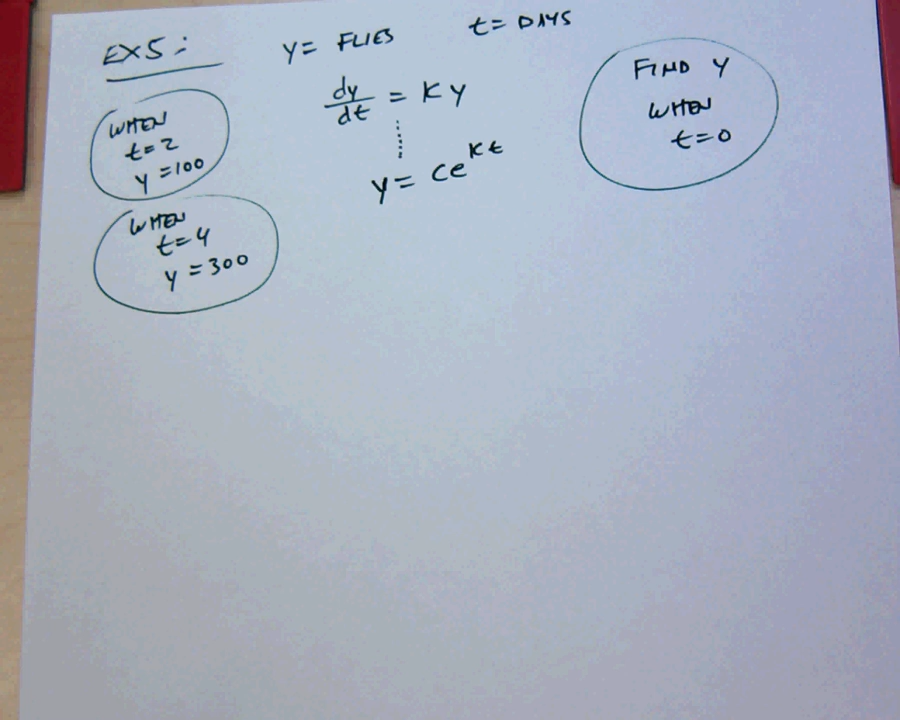 EX5:
y= FLIES
t= DAYS
dy/dt = Ky
y= ce^Kt
WHEN
t=2
y=100
WHEN
t=4
y=300
FIND y
WHEN
t=0